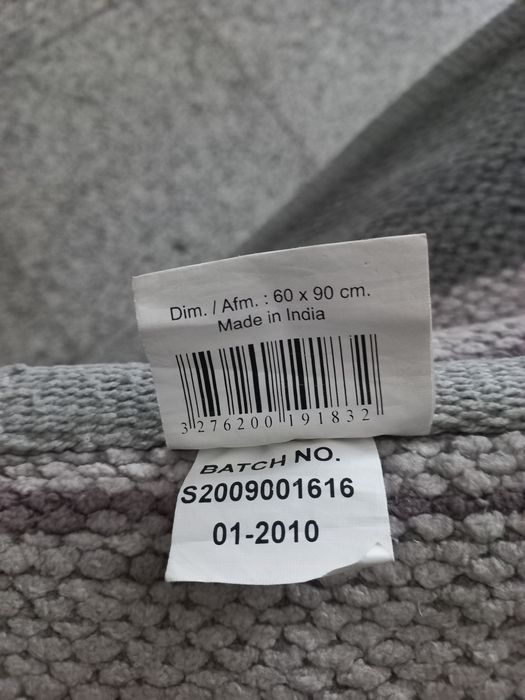 Dim. / Afm. : 60 x 90 cm.
Made in India
3 276200 191832
BATCH NO.
S2009001616
01-2010